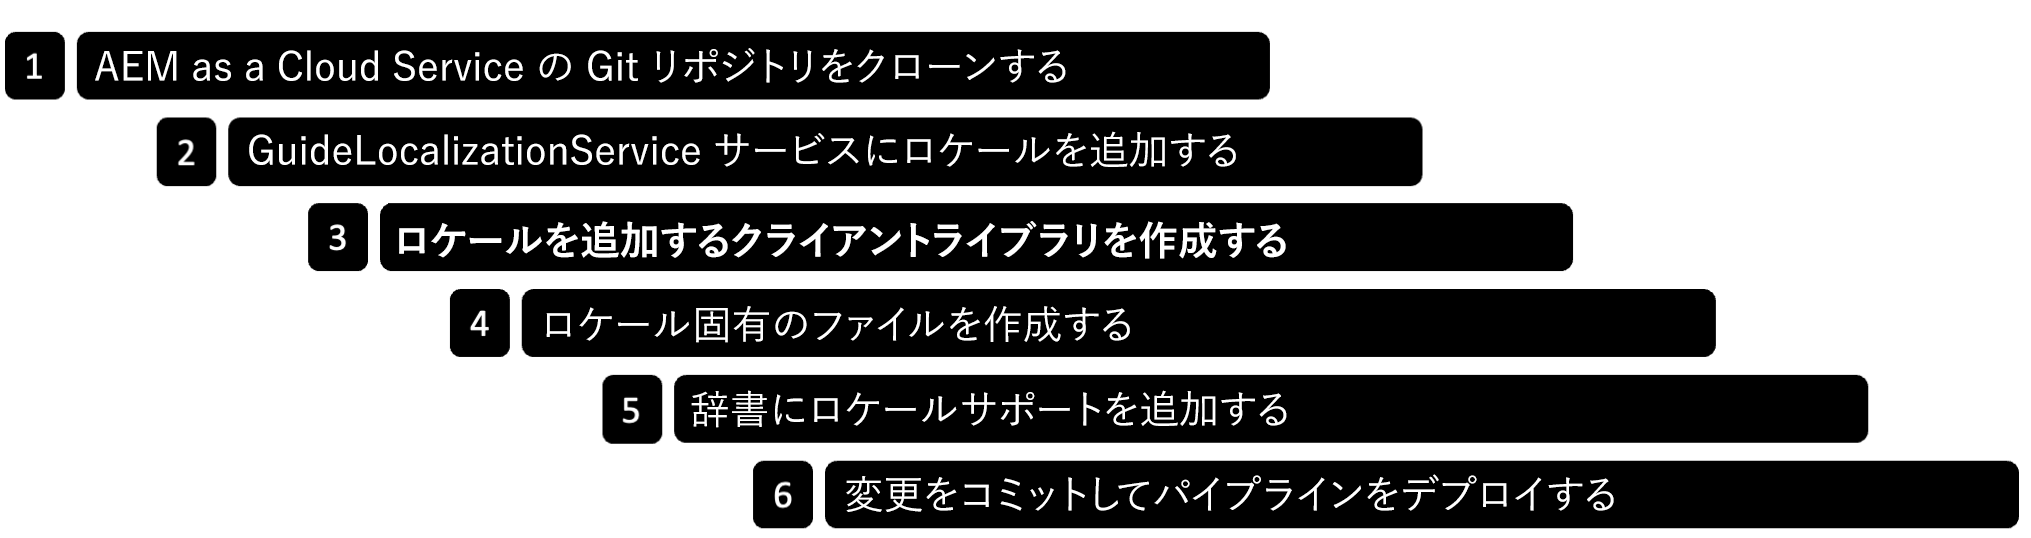 1 AEM as a Cloud Service の Git リポジトリをクローンする
2 GuideLocalizationService サービスにロケールを追加する
3 ロケールを追加するクライアントライブラリを作成する
4 ロケール固有のファイルを作成する
5 辞書にロケールサポートを追加する
6 変更をコミットしてパイプラインをデプロイする